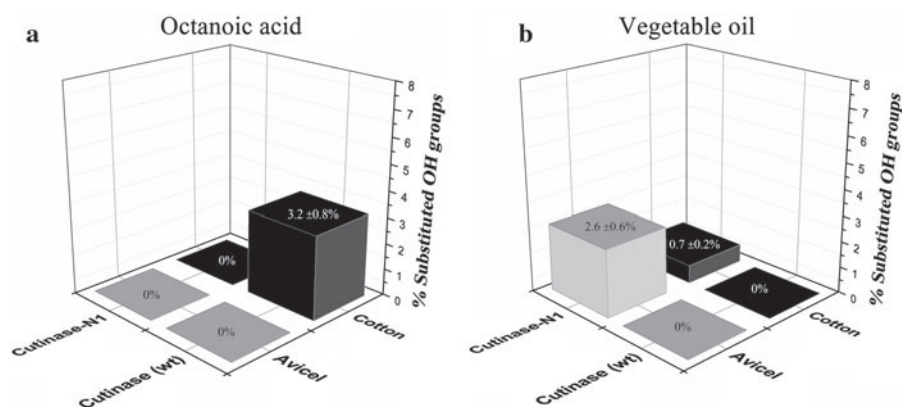 a
Octanoic acid
8
7
6
5
4
3
2
1
0
% Substituted OH groups
3.2 ±0.8%
0%
0%
0%
Cutinase-N1
Cutinase (wt)
Avicel
Cotton
b
Vegetable oil
8
7
6
5
4
3
2
1
0
% Substituted OH groups
2.6 ±0.6%
0.7 ±0.2%
0%
0%
Cutinase-N1
Cutinase (wt)
Avicel
Cotton